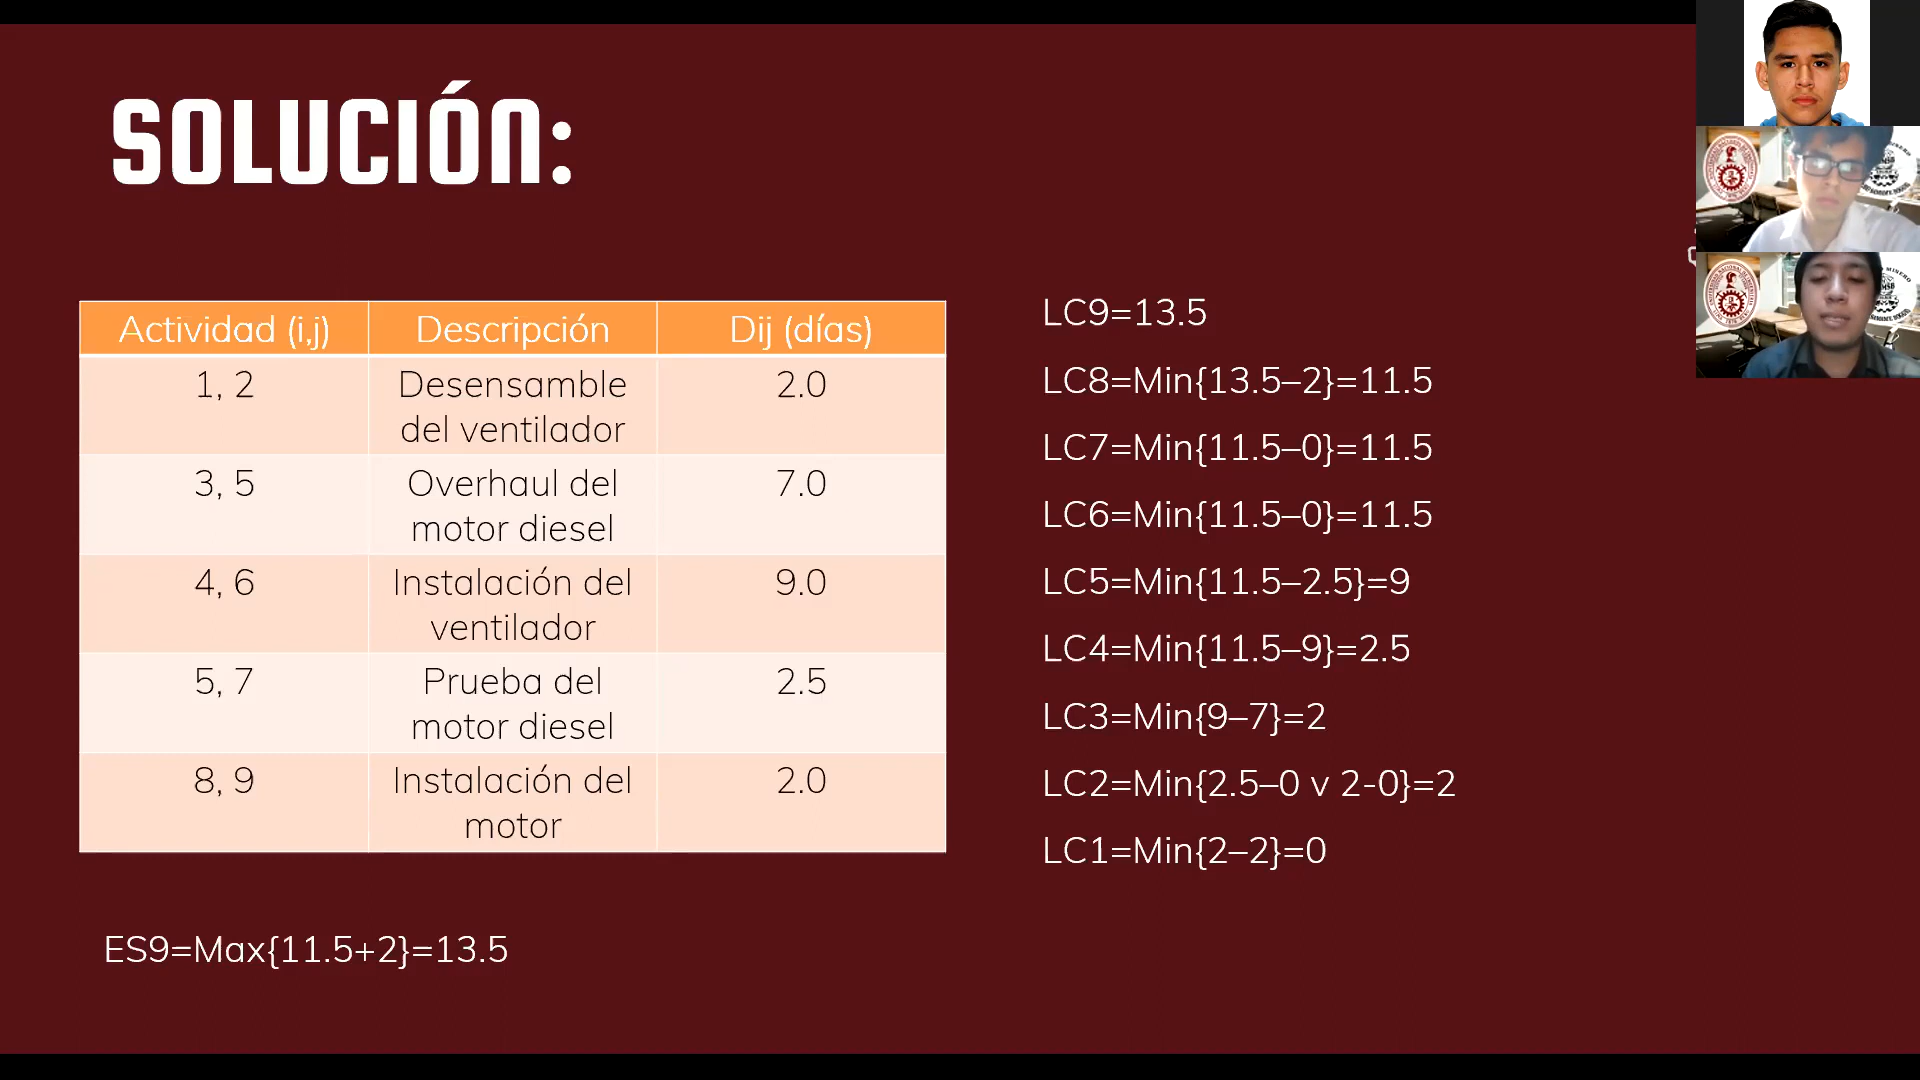 SOLUCIÓN:
Actividad (i,j) Descripción Dij (días)
1, 2 Desensamble del ventilador 2.0
3, 5 Overhaul del motor diesel 7.0
4, 6 Instalación del ventilador 9.0
5, 7 Prueba del motor diesel 2.5
8, 9 Instalación del motor 2.0
ES9=Max{11.5+2}=13.5
LC9=13.5
LC8=Min{13.5–2}=11.5
LC7=Min{11.5–0}=11.5
LC6=Min{11.5–0}=11.5
LC5=Min{11.5–2.5}=9
LC4=Min{11.5–9}=2.5
LC3=Min{9–7}=2
LC2=Min{2.5–0 v 2-0}=2
LC1=Min{2–2}=0